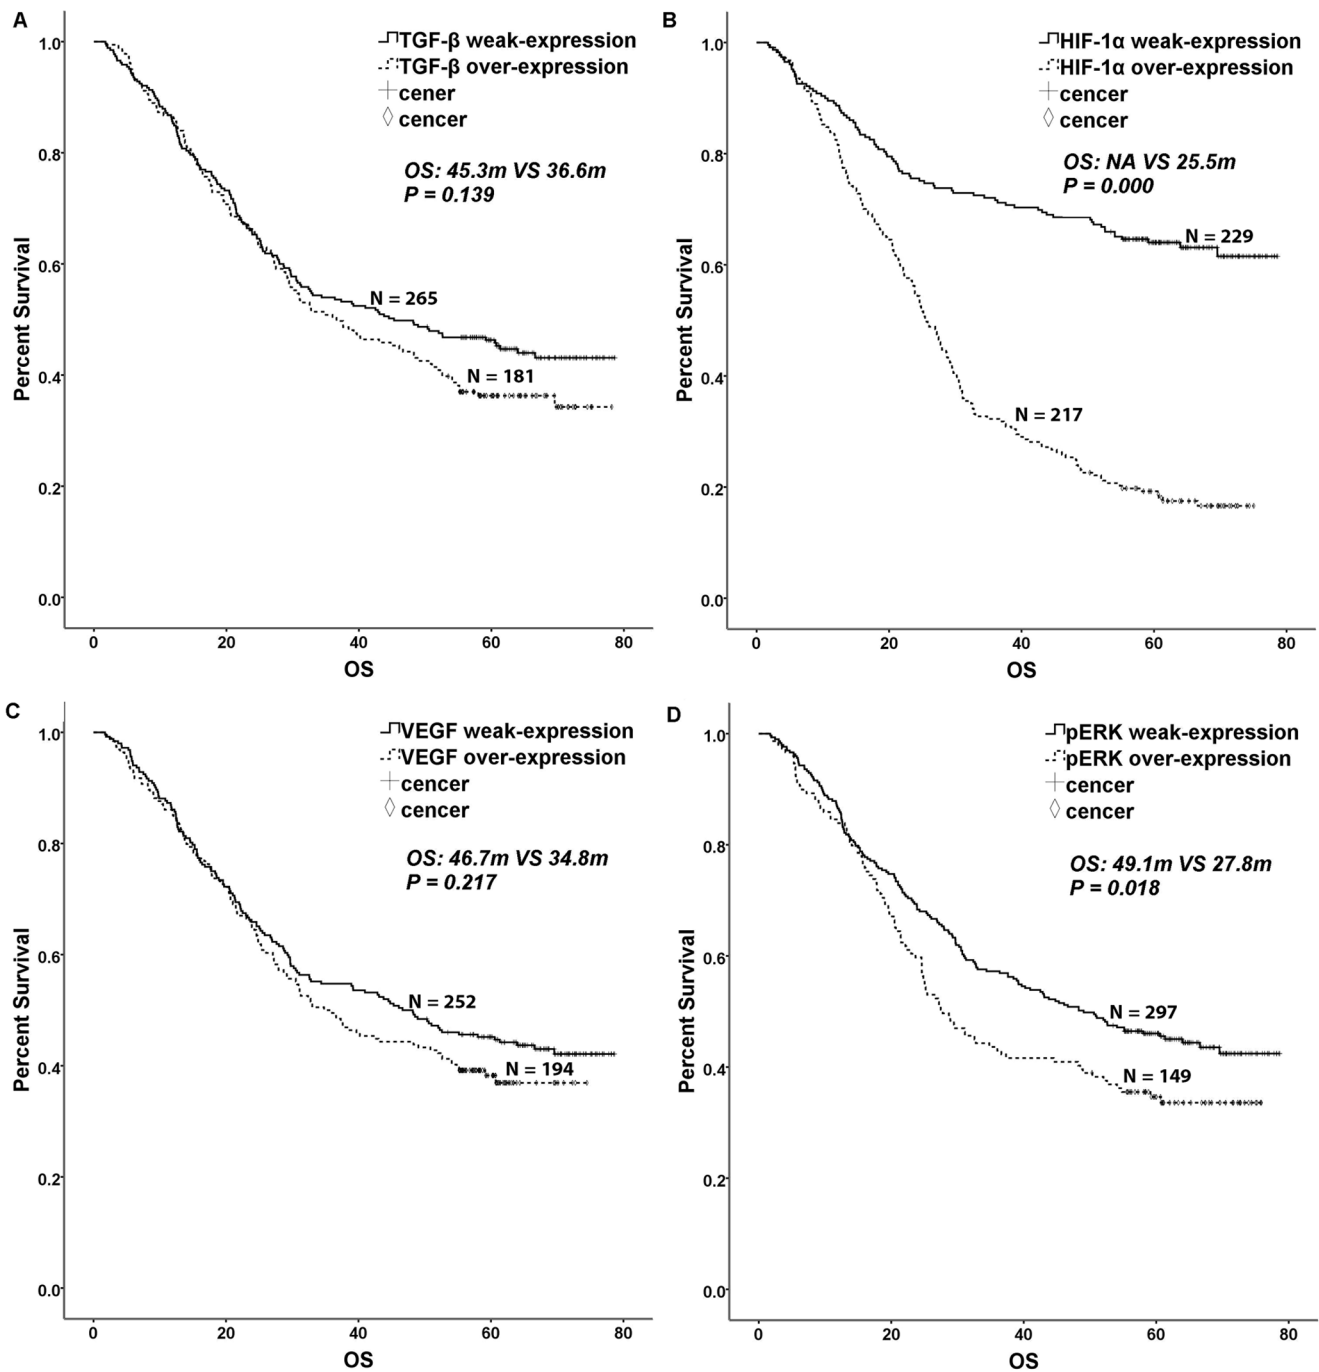 A
TGF-β weak-expression
TGF-β over-expression
cener
cencer
OS: 45.3m VS 36.6m
P = 0.139
N = 265
N = 181
Percent Survival
1.0
0.8
0.6
0.4
0.2
0.0
0 20 40 60 80
OS
B
HIF-1α weak-expression
HIF-1α over-expression
cencer
cencer
OS: NA VS 25.5m
P = 0.000
N = 229
N = 217
Percent Survival
1.0
0.8
0.6
0.4
0.2
0.0
0 20 40 60 80
OS
C
VEGF weak-expression
VEGF over-expression
cencer
cencer
OS: 46.7m VS 34.8m
P = 0.217
N = 252
N = 194
Percent Survival
1.0
0.8
0.6
0.4
0.2
0.0
0 20 40 60 80
OS
D
pERK weak-expression
pERK over-expression
cencer
cencer
OS: 49.1m VS 27.8m
P = 0.018
N = 297
N = 149
Percent Survival
1.0
0.8
0.6
0.4
0.2
0.0
0 20 40 60 80
OS